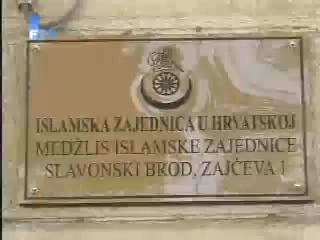 ISLAMSKA ZAJEDNICA U HRVATSKOJ
MEDŽLIS ISLAMSKE ZAJEDNICE
SLAVONSKI BROD, ZAJČEVA 1